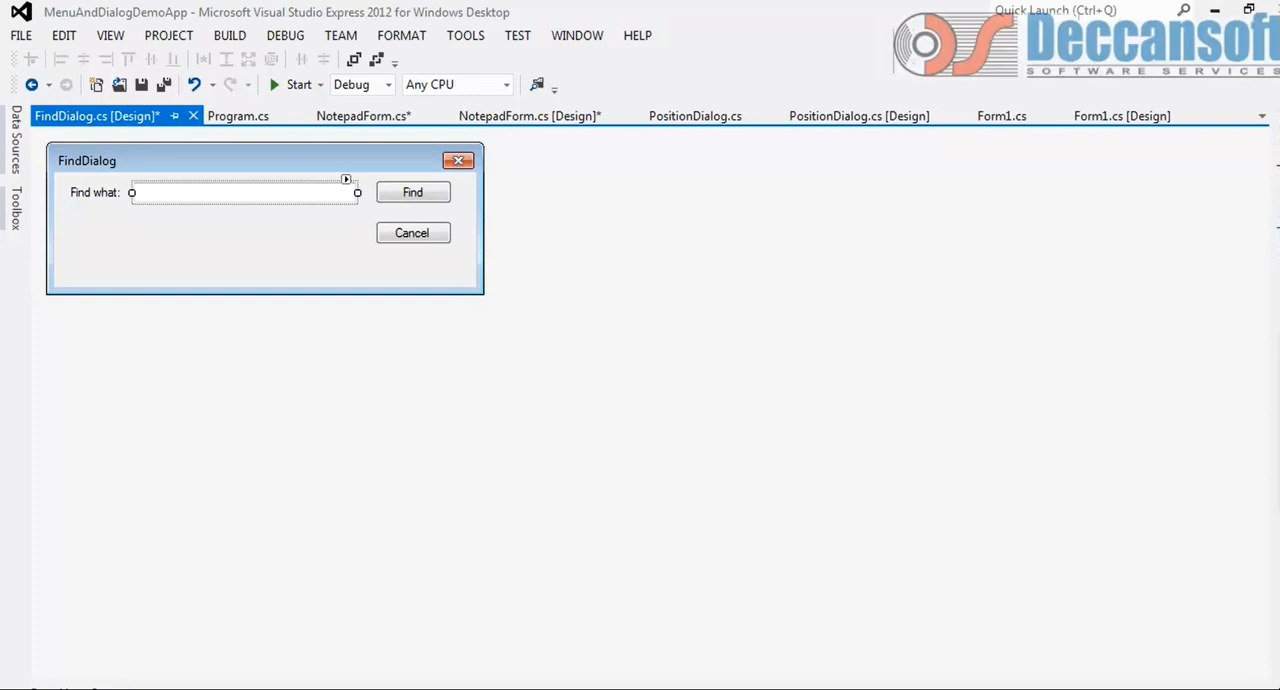 MenuAndDialogDemoApp - Microsoft Visual Studio Express 2012 for Windows Desktop
Quick Launch (Ctrl+Q)
FILE EDIT VIEW PROJECT BUILD DEBUG TEAM FORMAT TOOLS TEST WINDOW HELP
Deccansoft
SOFTWARE SERVICES
Start Debug Any CPU
FindDialog.cs [Design]* Program.cs NotepadForm.cs* NotepadForm.cs [Design]* PositionDialog.cs PositionDialog.cs [Design] Form1.cs Form1.cs [Design]
Data Sources
Toolbox
FindDialog
Find what: Find
Cancel